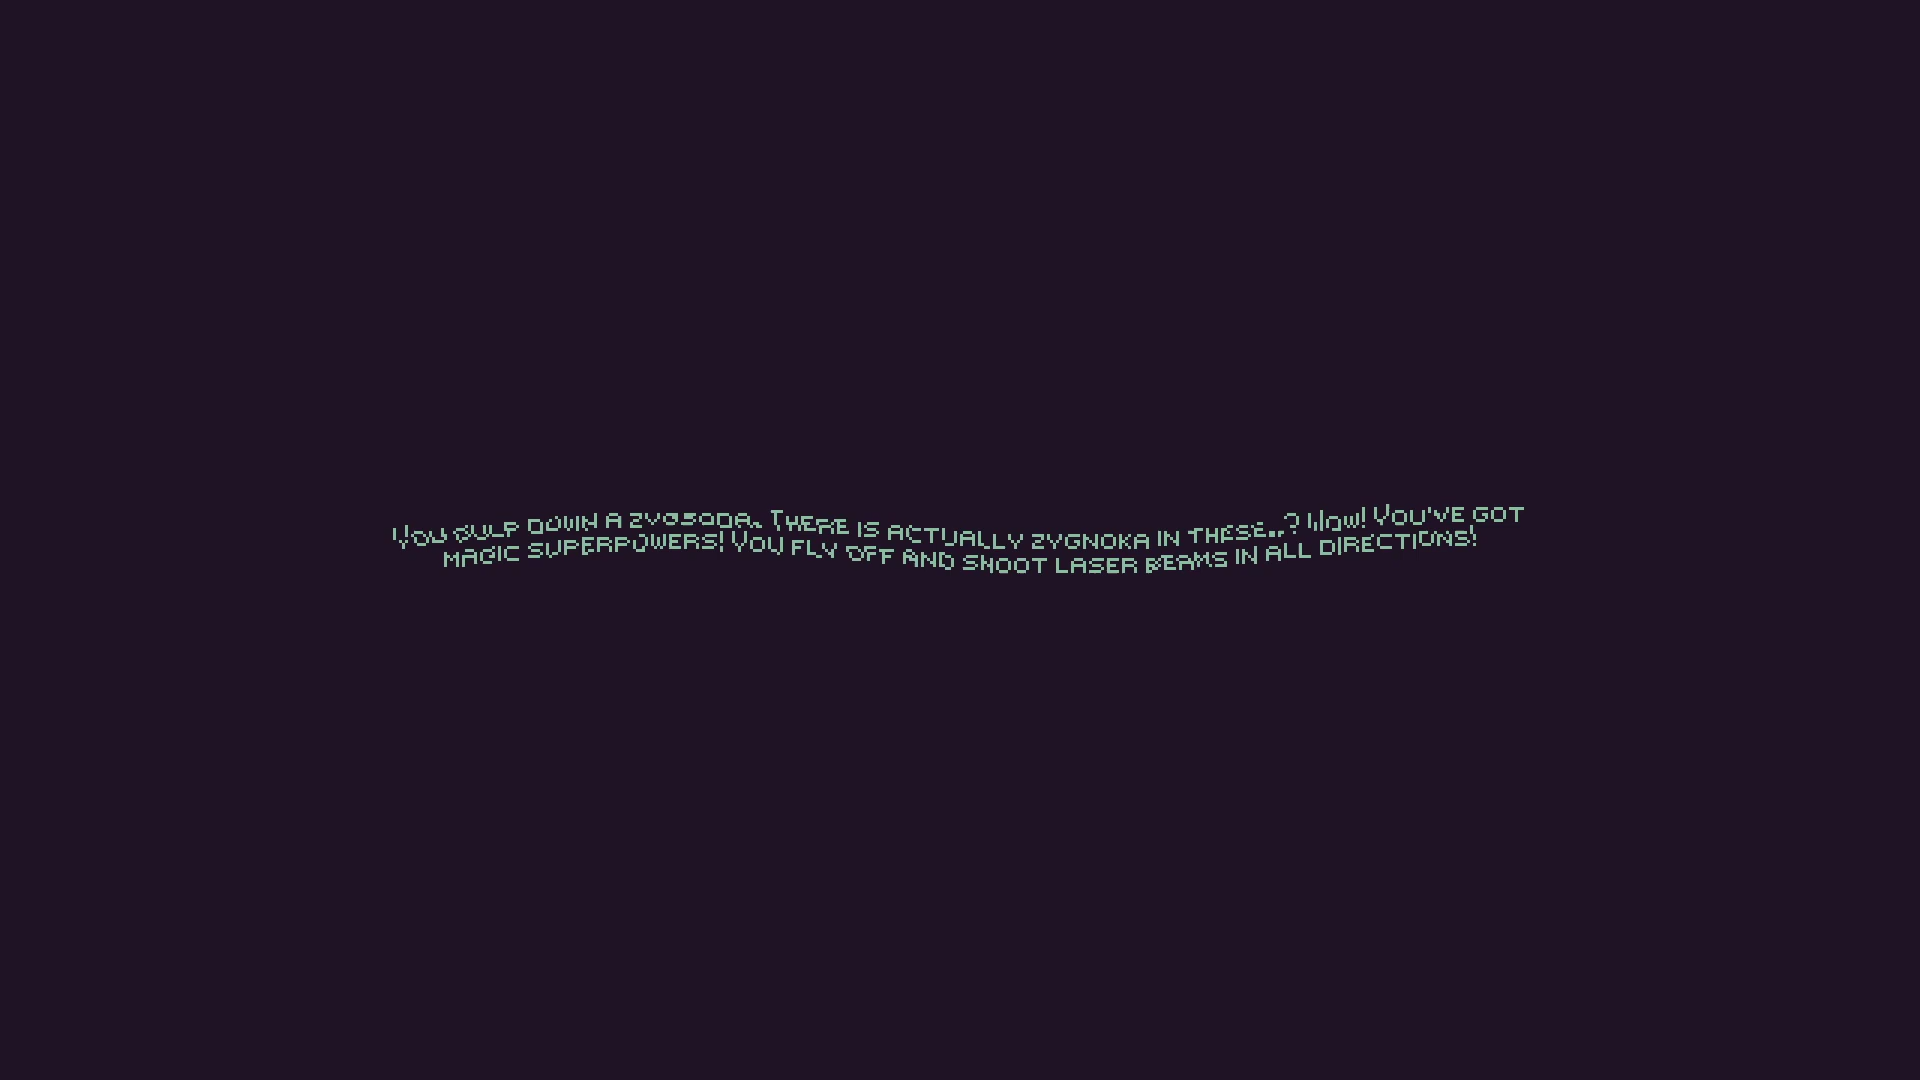 You gulp down a zygsoda. There is actually zygnoka in these..? Wow! You've got
magic superpowers! You fly off and shoot laser beams in all directions!